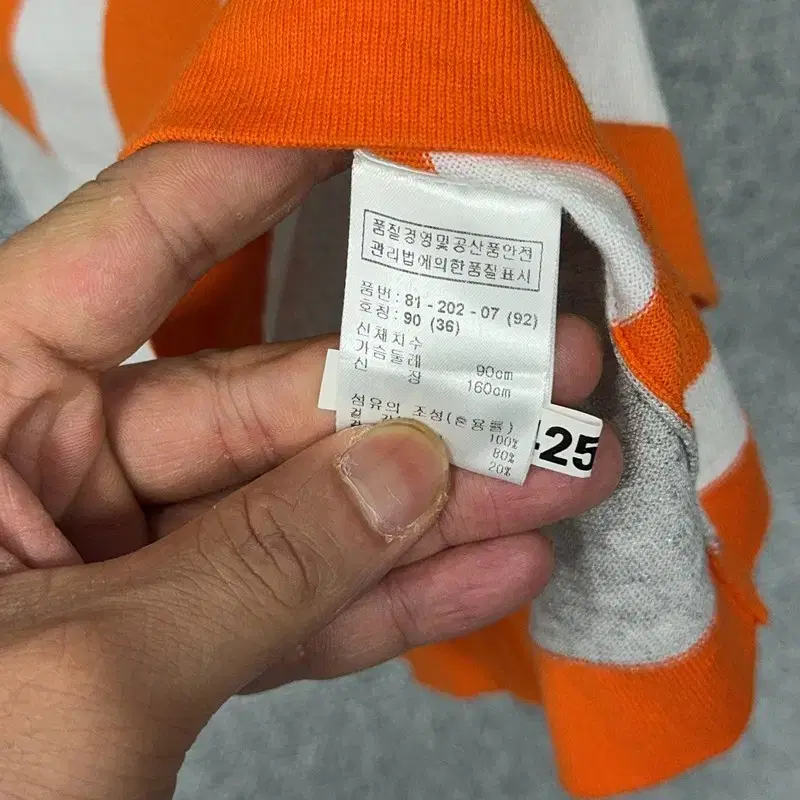 품질경영및공산품안전
관리법에의한품질표시
품번 : 81 - 202 - 07 (92)
호칭 : 90 (36)
신체치수
가슴둘레 90cm
신 장 160cm
섬유의 조성(혼용률)
100%
80%
20%
25